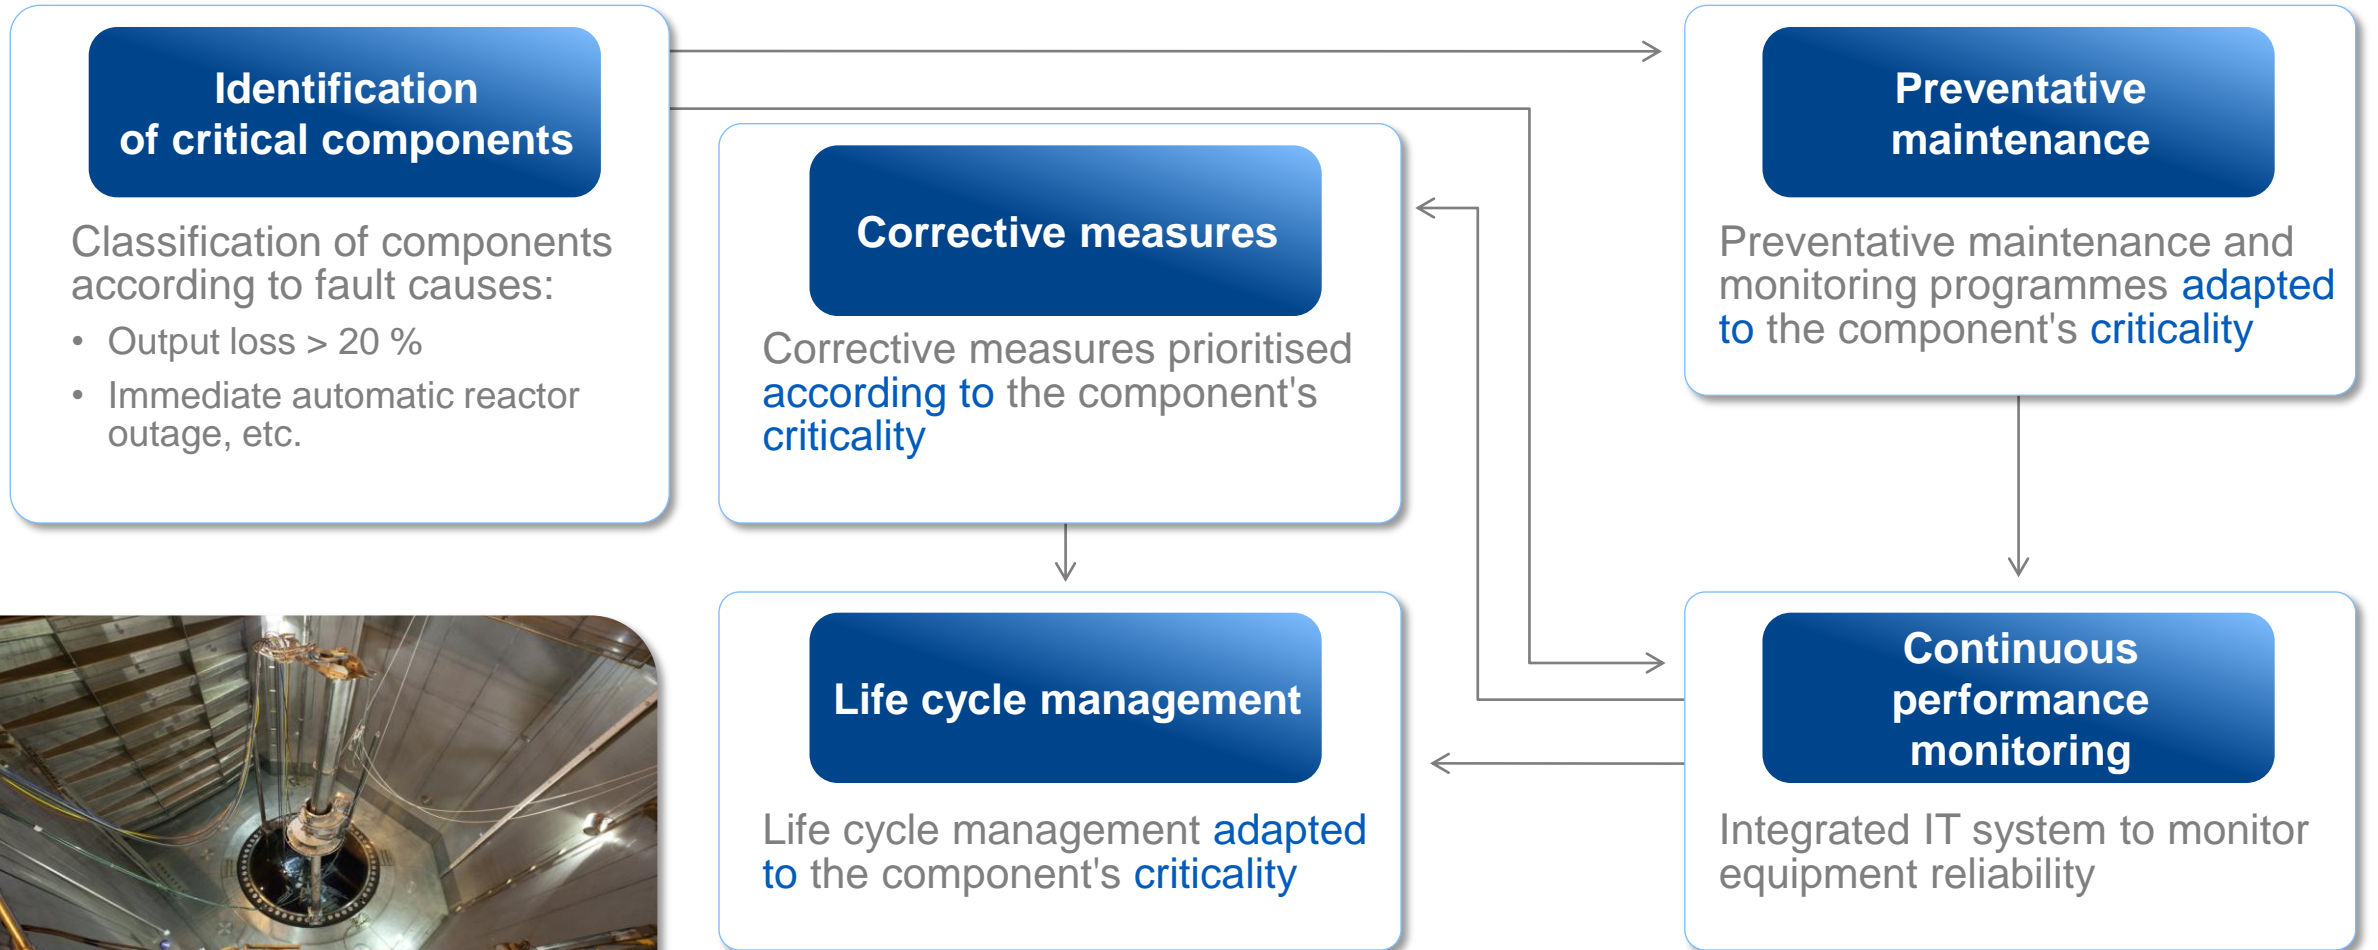 Identification
of critical components
Classification of components
according to fault causes:
• Output loss > 20 %
• Immediate automatic reactor
outage, etc.
Corrective measures
Corrective measures prioritised
according to the component's
criticality
Preventative
maintenance
Preventative maintenance and
monitoring programmes adapted
to the component's criticality
Life cycle management
Life cycle management adapted
to the component's criticality
Continuous
performance
monitoring
Integrated IT system to monitor
equipment reliability